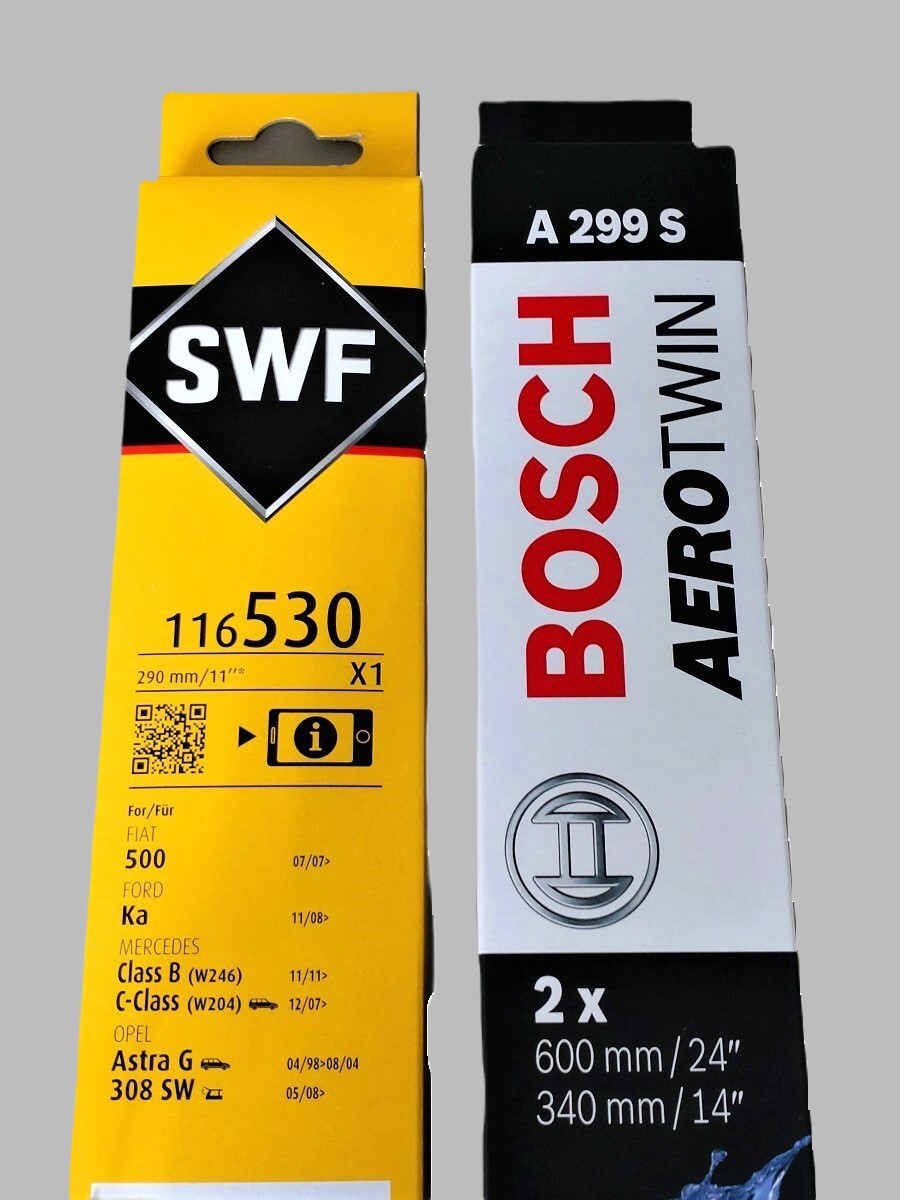 SWF
116530
290 mm/11''* X1
i
For/Für
FIAT
500 07/07>
FORD
Ka 11/08>
MERCEDES
Class B (W246) 11/11>
C-Class (W204) 12/07>
OPEL
Astra G 04/98>08/04
308 SW 05/08>
A 299 S
BOSCH
AEROTWIN
2 x
600 mm/24"
340 mm/14"